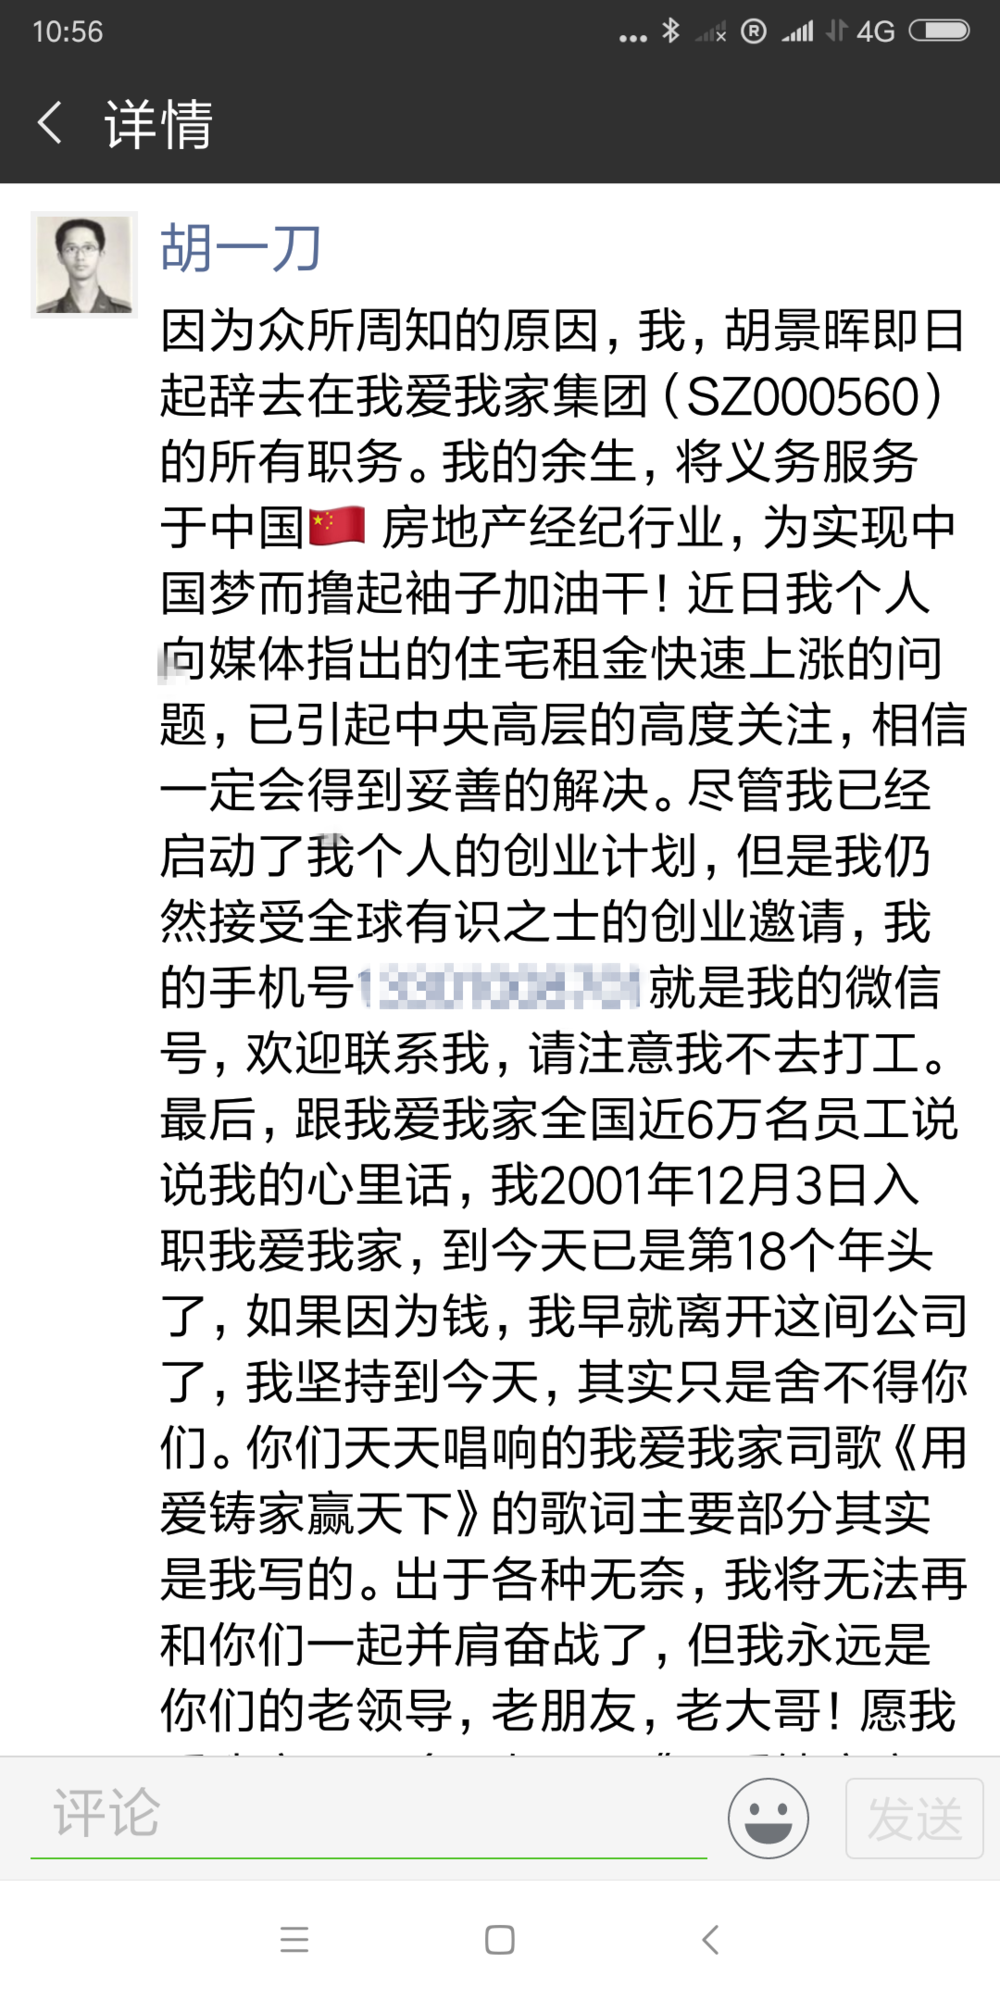 10:56
4G
详情
胡一刀
因为众所周知的原因，我，胡景晖即日
起辞去在我爱我家集团（SZ000560）
的所有职务。我的余生，将义务服务
于中国🇨🇳 房地产经纪行业，为实现中
国梦而撸起袖子加油干！近日我个人
向媒体指出的住宅租金快速上涨的问
题，已引起中央高层的高度关注，相信
一定会得到妥善的解决。尽管我已经
启动了我个人的创业计划，但是我仍
然接受全球有识之士的创业邀请，我
的手机号 就是我的微信
号，欢迎联系我，请注意我不去打工。
最后，跟我爱我家全国近6万名员工说
说我的心里话，我2001年12月3日入
职我爱我家，到今天已是第18个年头
了，如果因为钱，我早就离开这间公司
了，我坚持到今天，其实只是舍不得你
们。你们天天唱响的我爱我家司歌《用
爱铸家赢天下》的歌词主要部分其实
是我写的。出于各种无奈，我将无法再
和你们一起并肩奋战了，但我永远是
你们的老领导，老朋友，老大哥！愿我
评论
发送